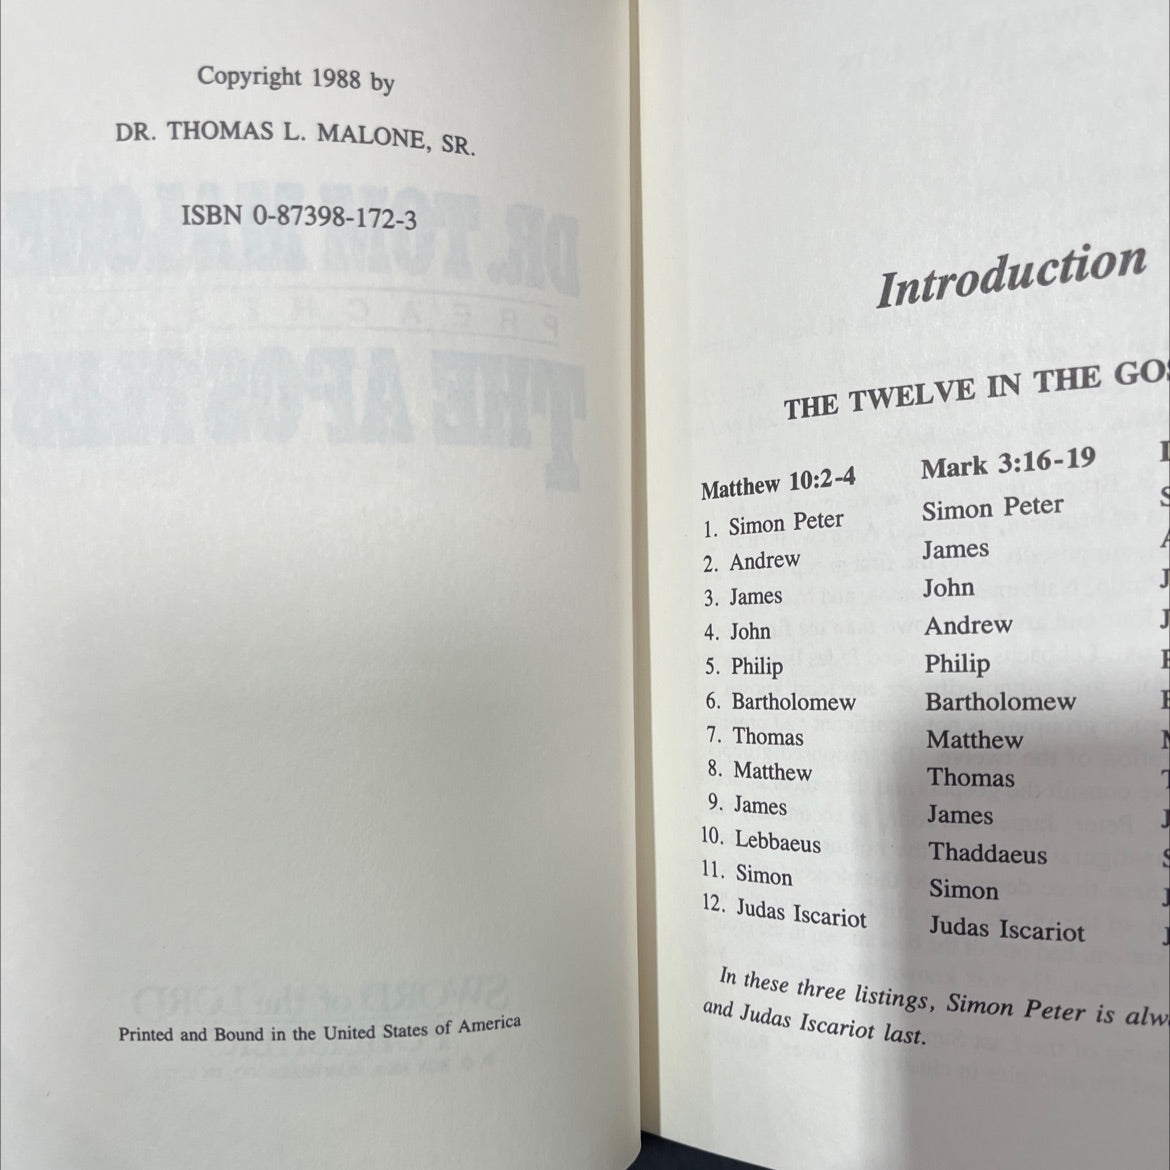 Copyright 1988 by
DR. THOMAS L. MALONE, SR.
ISBN 0-87398-172-3
Printed and Bound in the United States of America
Introduction
THE TWELVE IN THE GOS
Matthew 10:2-4 Mark 3:16-19
1. Simon Peter Simon Peter
2. Andrew James
3. James John
4. John Andrew
5. Philip Philip
6. Bartholomew Bartholomew
7. Thomas Matthew
8. Matthew Thomas
9. James James
10. Lebbaeus Thaddaeus
11. Simon Simon
12. Judas Iscariot Judas Iscariot
In these three listings, Simon Peter is alw
and Judas Iscariot last.